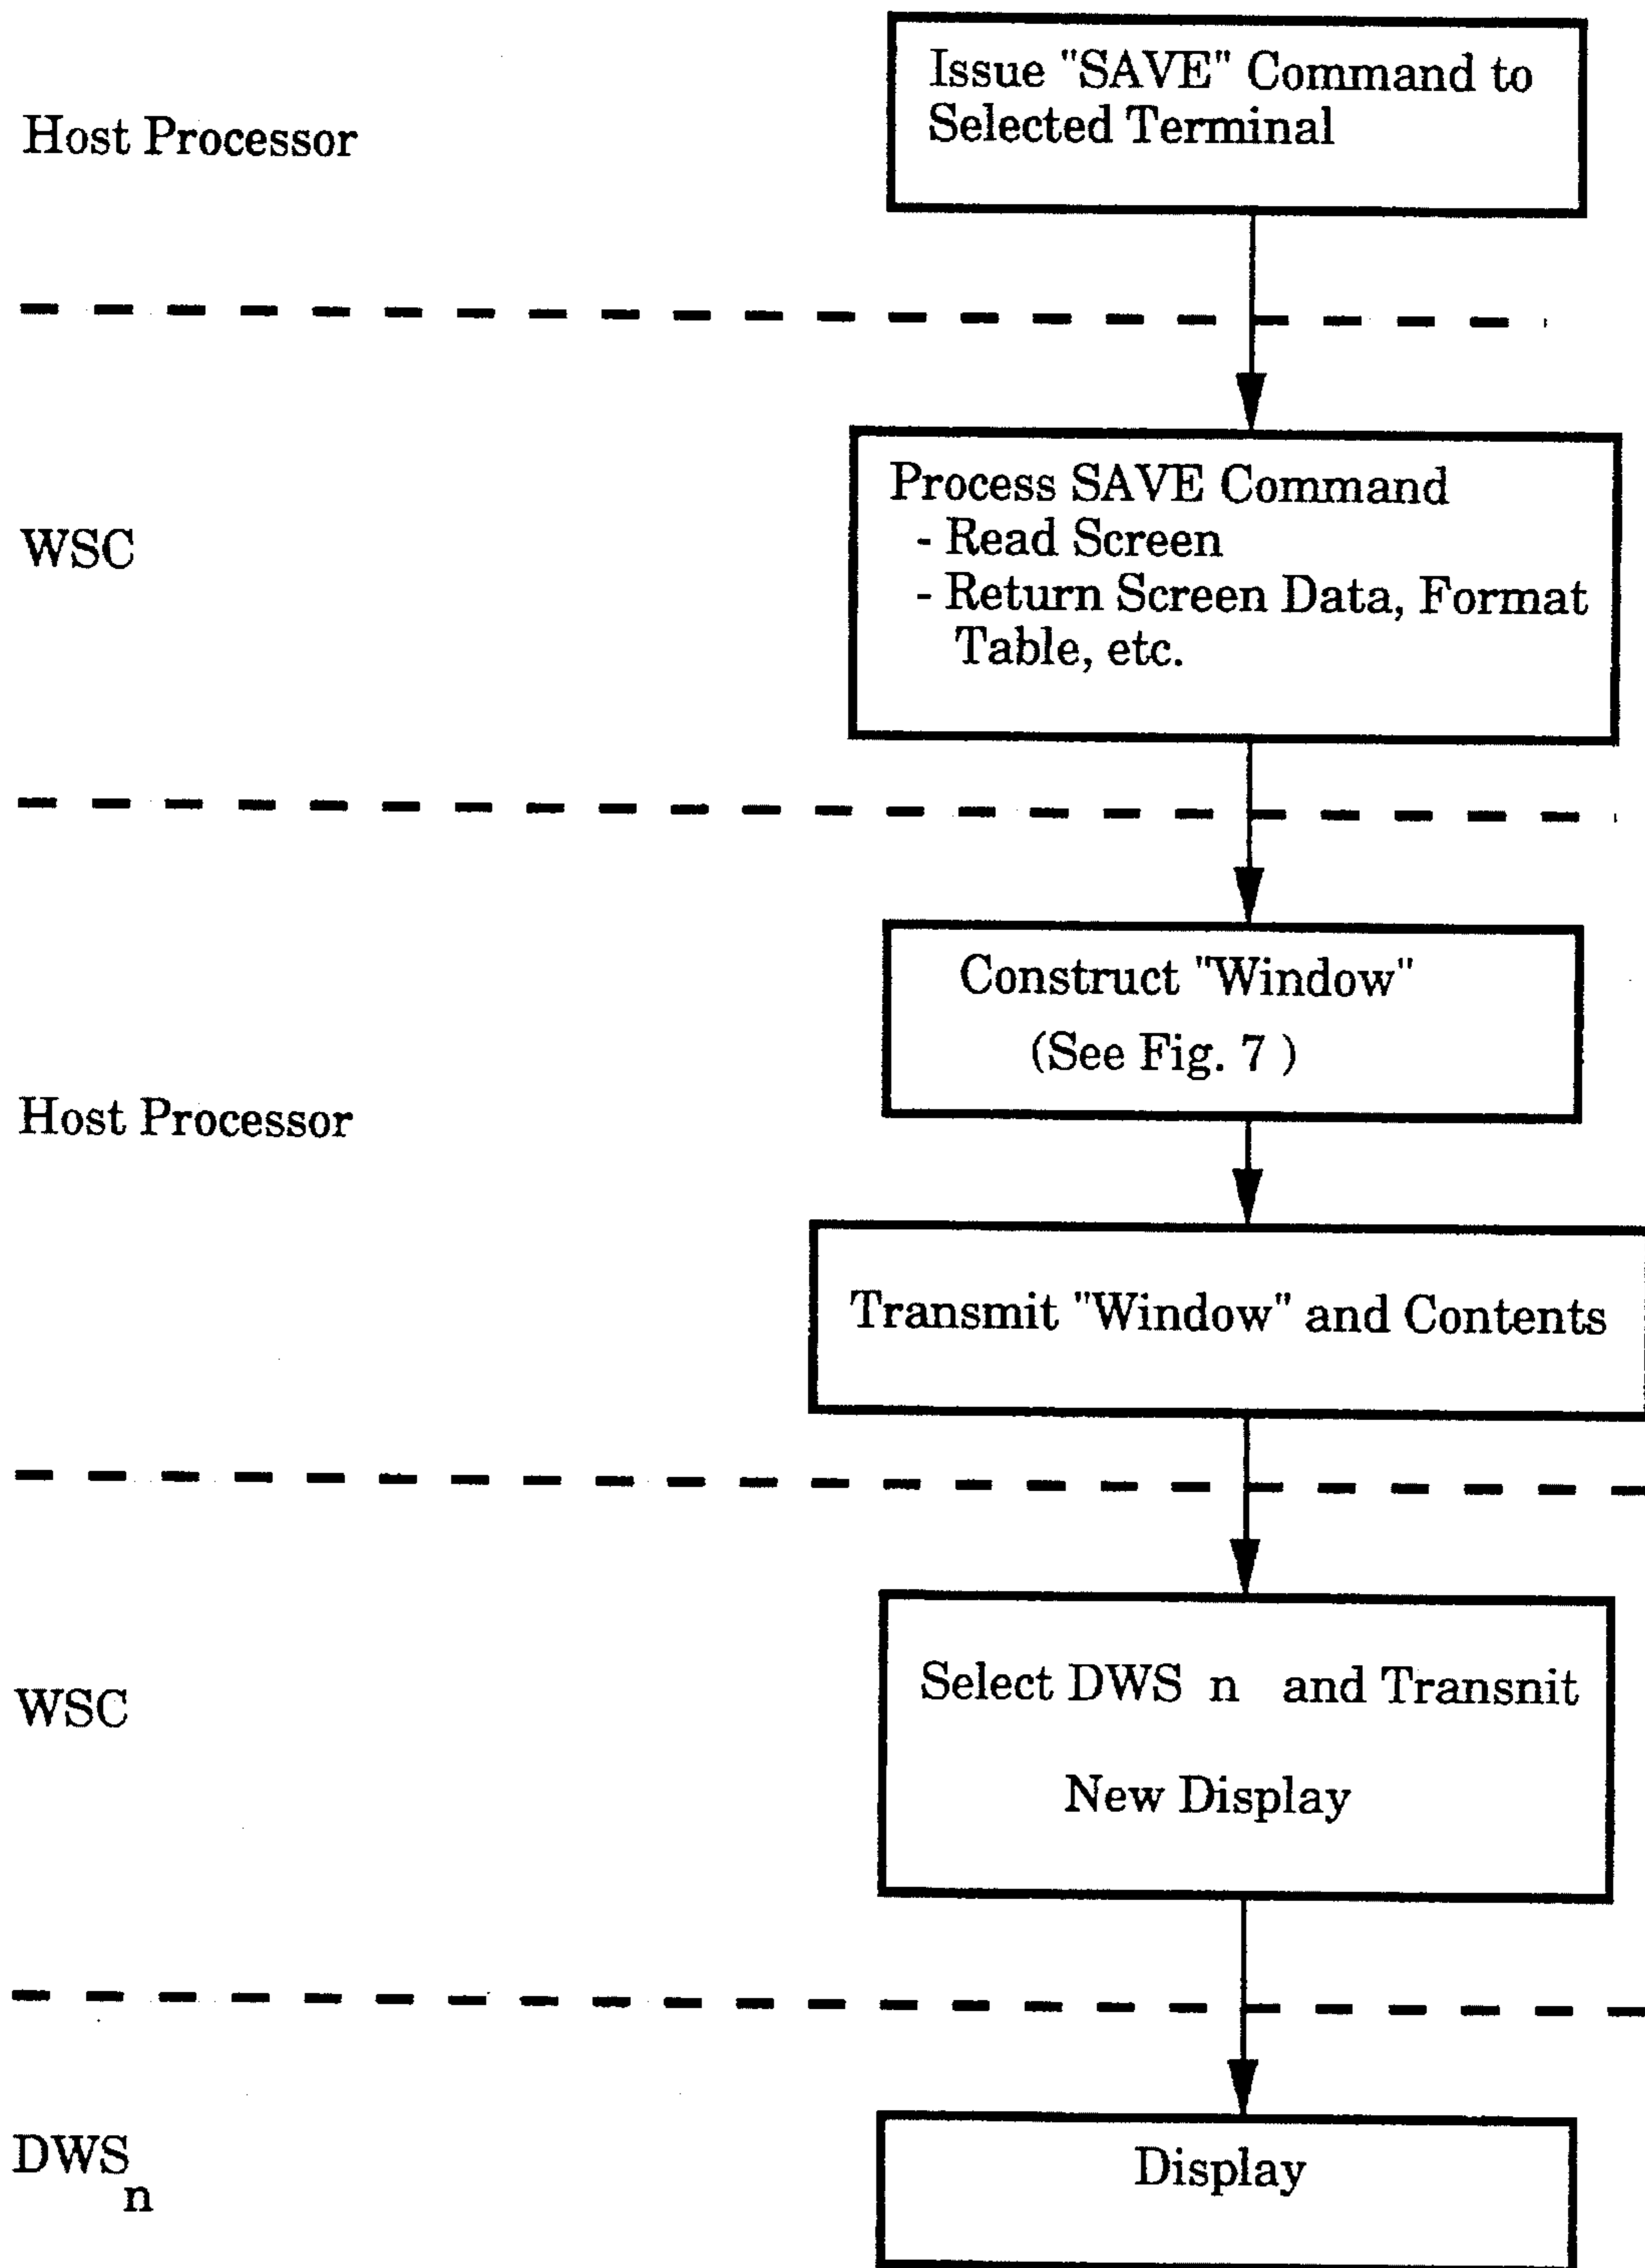 Host Processor
Issue "SAVE" Command to
Selected Terminal
WSC
Process SAVE Command
- Read Screen
- Return Screen Data, Format
Table, etc.
Host Processor
Construct "Window"
(See Fig. 7 )
Transmit "Window" and Contents
WSC
Select DWS n and Transnit
New Display
DWS
n
Display